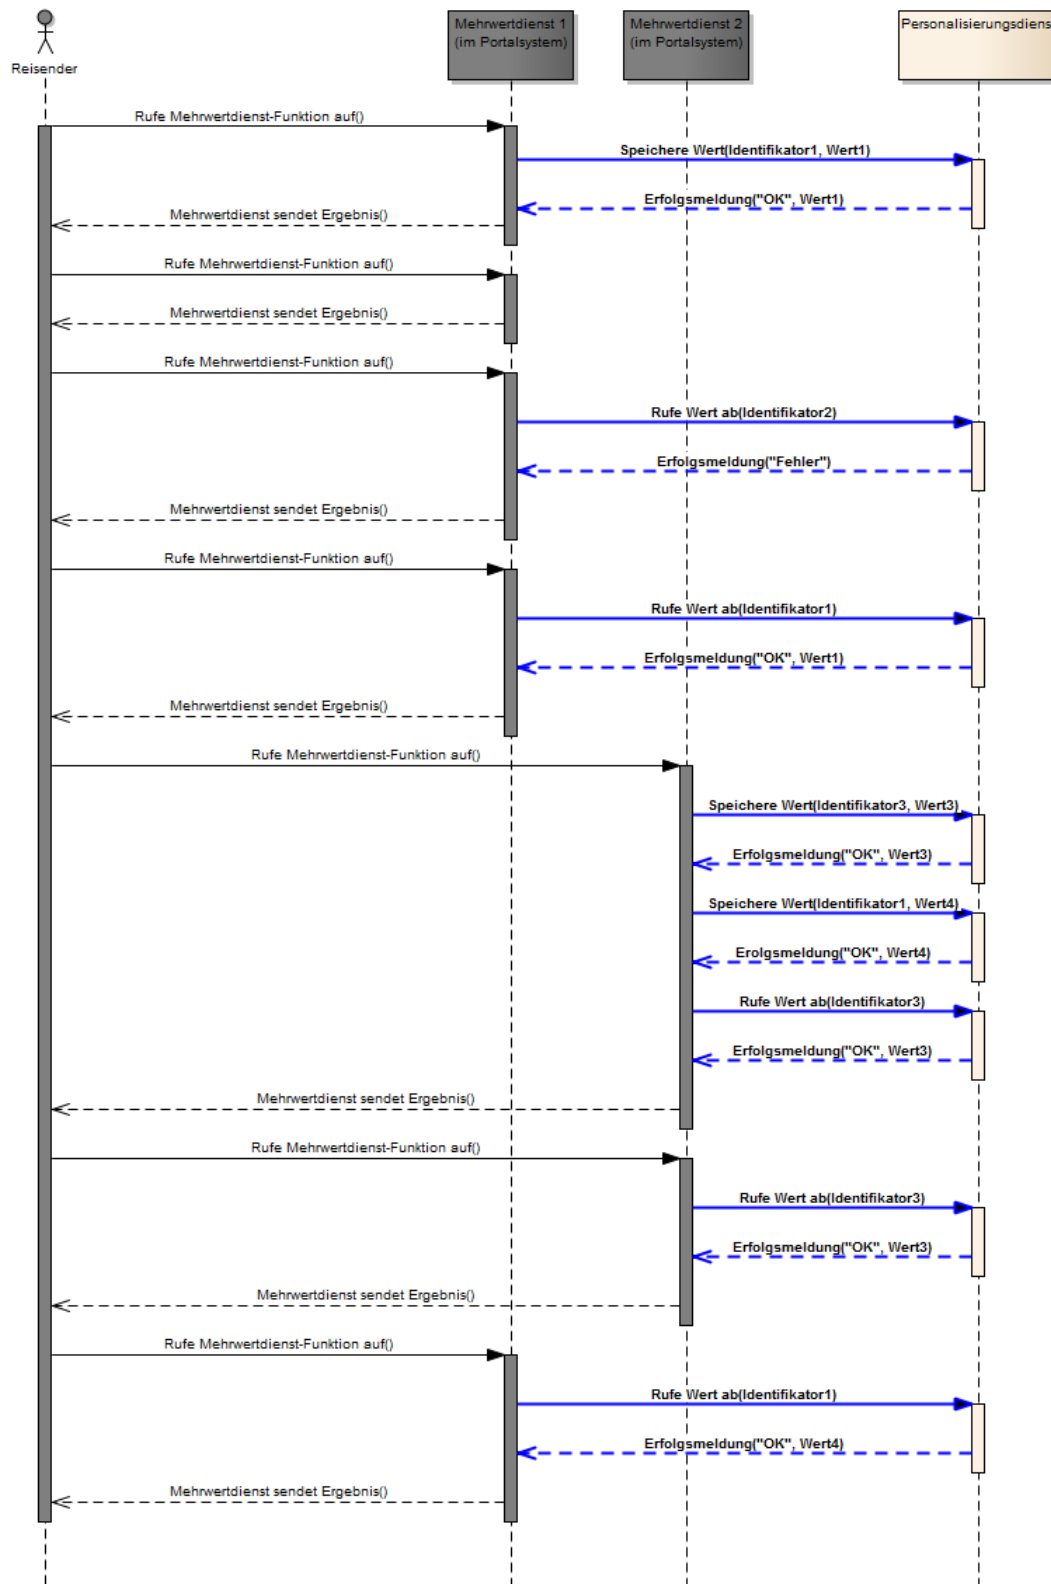 Reisender
Mehrwertdienst 1
(im Portalsystem)
Mehrwertdienst 2
(im Portalsystem)
Personalisierungsdiens
Rufe Mehrwertdienst-Funktion auf()
Speichere Wert(Identifikator1, Wert1)
Erfolgsmeldung("OK", Wert1)
Mehrwertdienst sendet Ergebnis()
Rufe Mehrwertdienst-Funktion auf()
Mehrwertdienst sendet Ergebnis()
Rufe Mehrwertdienst-Funktion auf()
Rufe Wert ab(Identifikator2)
Erfolgsmeldung("Fehler")
Mehrwertdienst sendet Ergebnis()
Rufe Mehrwertdienst-Funktion auf()
Rufe Wert ab(Identifikator1)
Erfolgsmeldung("OK", Wert1)
Mehrwertdienst sendet Ergebnis()
Rufe Mehrwertdienst-Funktion auf()
Speichere Wert(Identifikator3, Wert3)
Erfolgsmeldung("OK", Wert3)
Speichere Wert(Identifikator1, Wert4)
Erolgsmeldung("OK", Wert4)
Rufe Wert ab(Identifikator3)
Erfolgsmeldung("OK", Wert3)
Mehrwertdienst sendet Ergebnis()
Rufe Mehrwertdienst-Funktion auf()
Rufe Wert ab(Identifikator3)
Erfolgsmeldung("OK", Wert3)
Mehrwertdienst sendet Ergebnis()
Rufe Mehrwertdienst-Funktion auf()
Rufe Wert ab(Identifikator1)
Erfolgsmeldung("OK", Wert4)
Mehrwertdienst sendet Ergebnis()